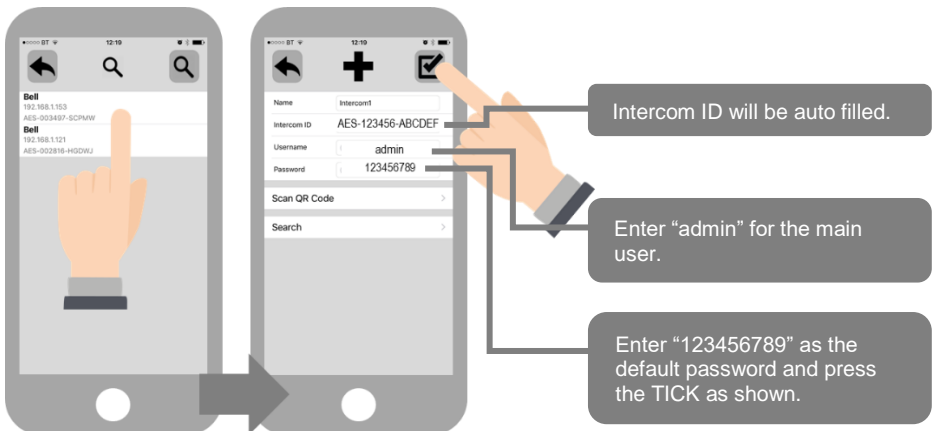 ●○○○○ BT 12:19
Bell
192.168.1.153
AES-003497-SCPMW
Bell
192.168.1.121
AES-002816-HGDWJ
●○○○○ BT 12:19
Name Intercom1
Intercom ID AES-123456-ABCDEF
Username admin
Password 123456789
Scan QR Code >
Search >
Intercom ID will be auto filled.
Enter “admin” for the main
user.
Enter “123456789” as the
default password and press
the TICK as shown.